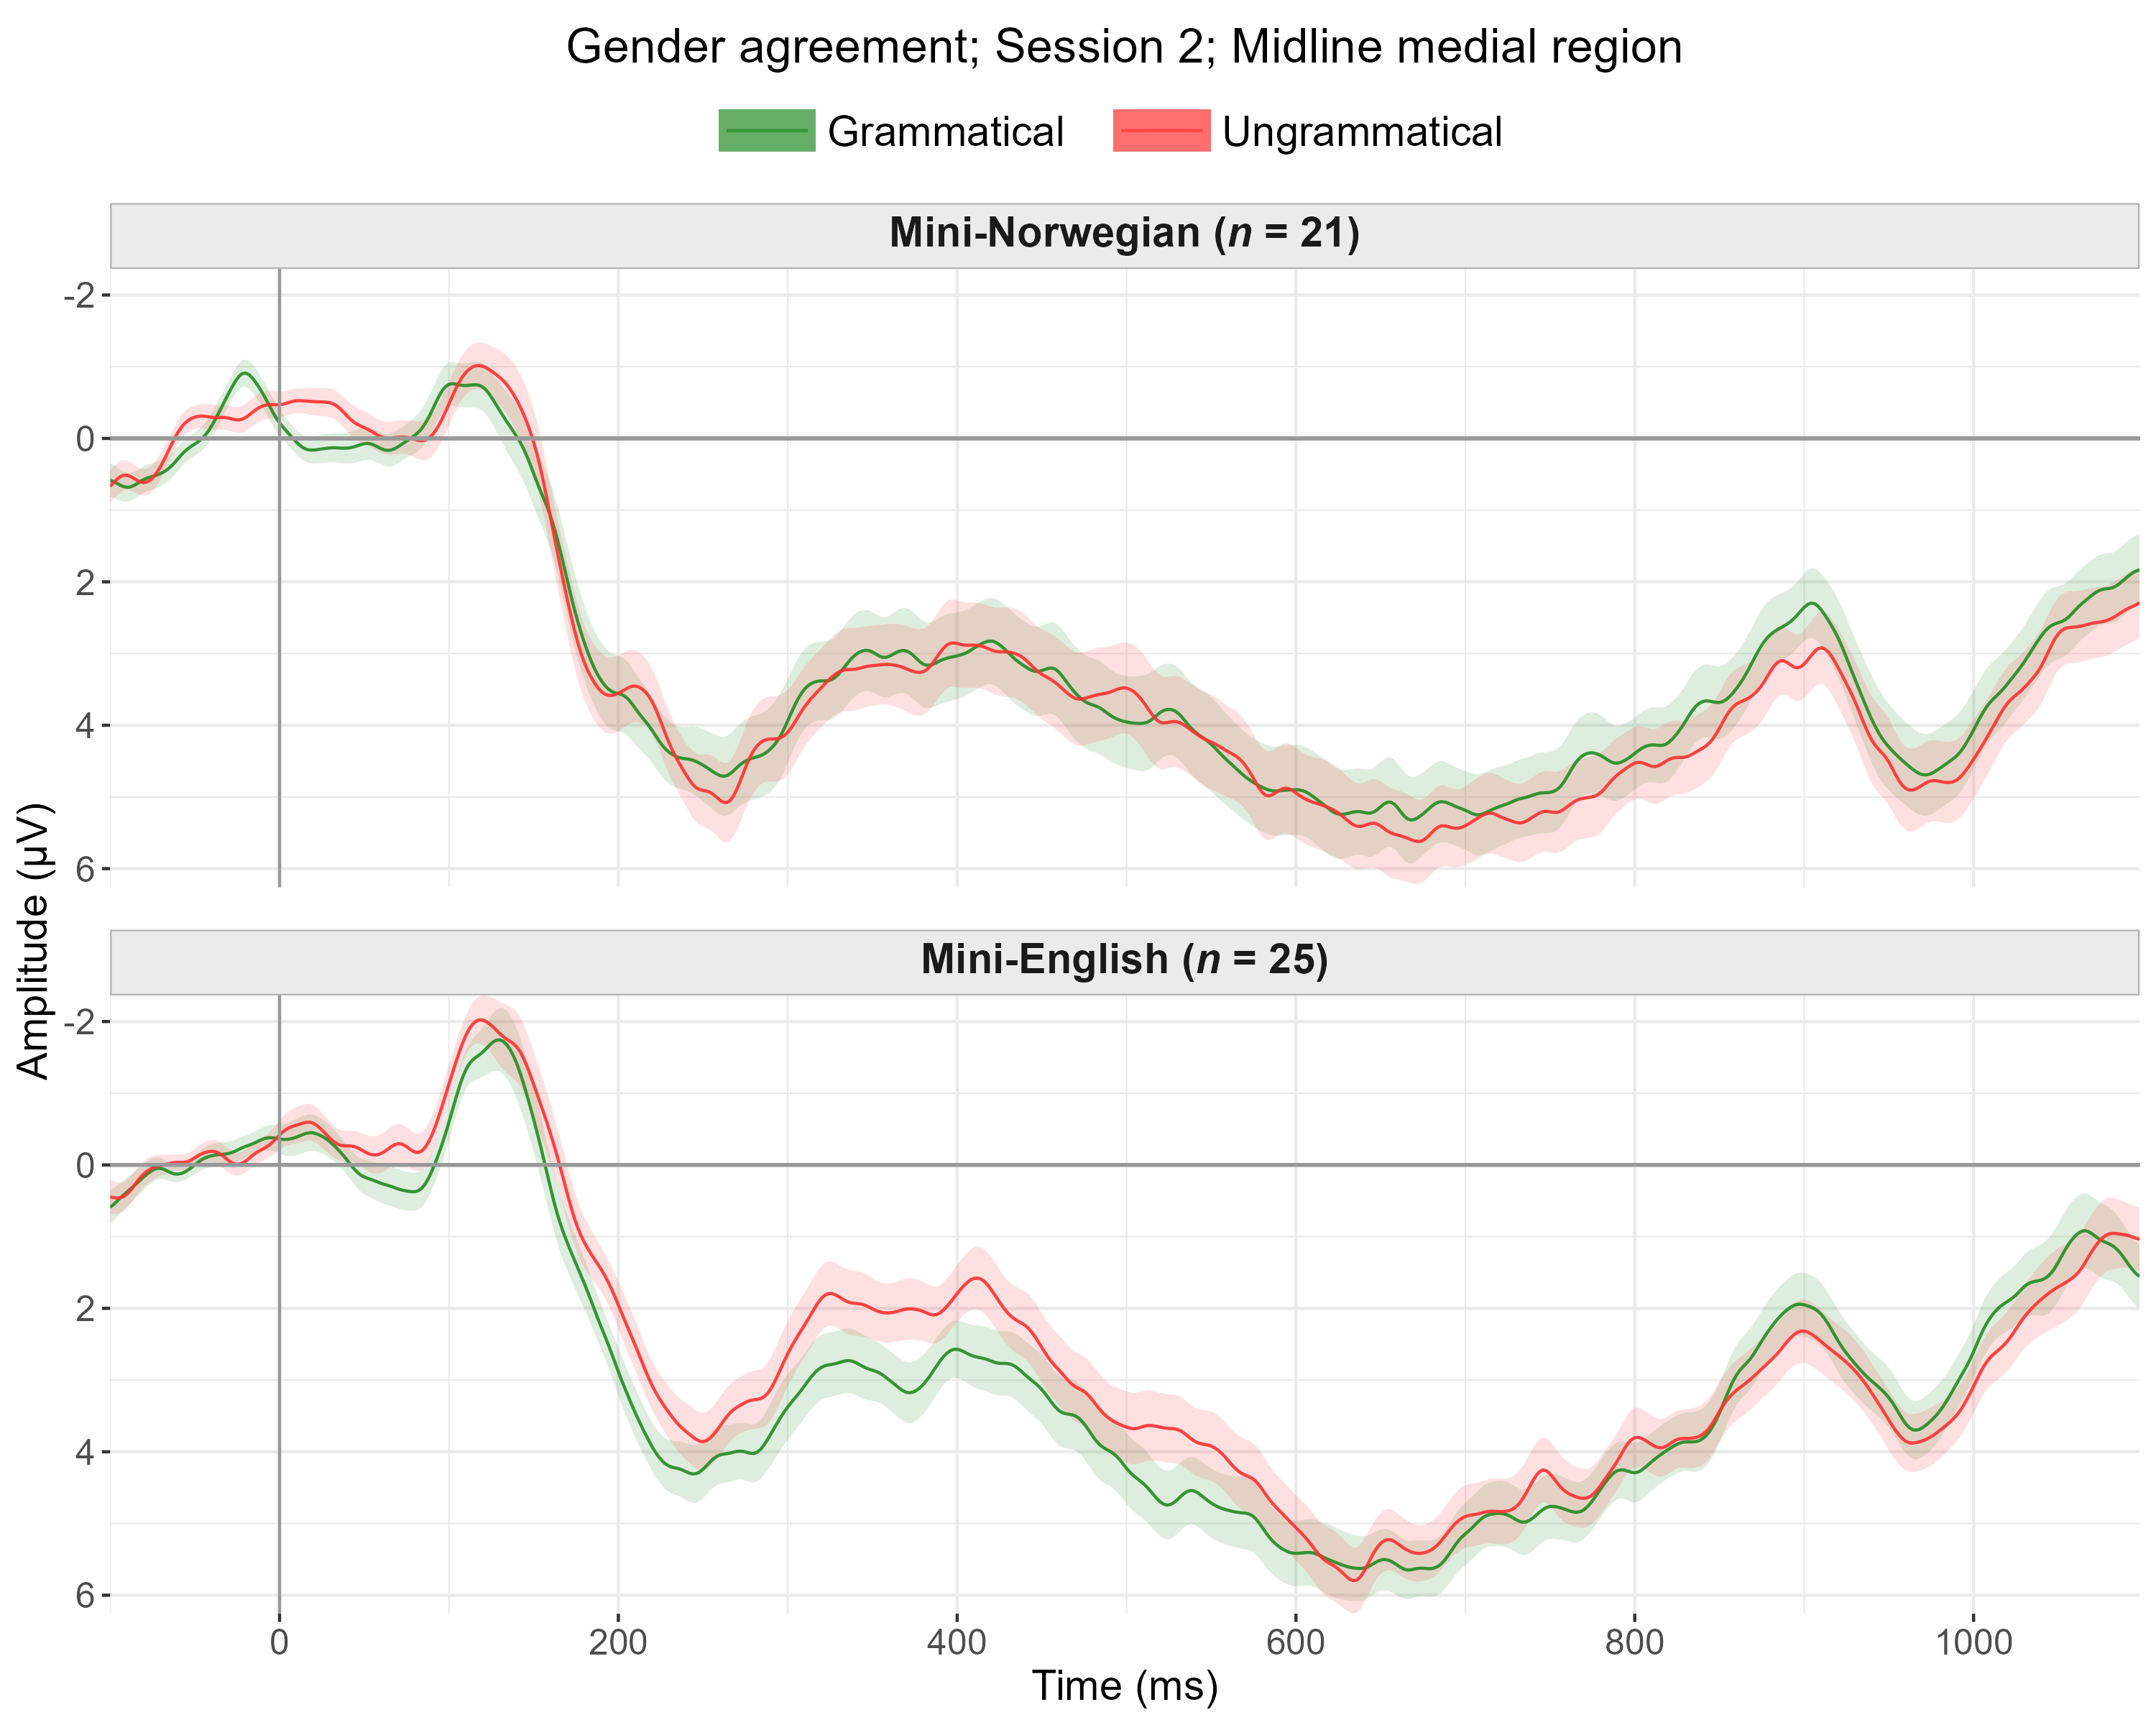 Gender agreement; Session 2; Midline medial region
Grammatical Ungrammatical
Mini-Norwegian (n = 21)
-2
0
2
4
6
Mini-English (n = 25)
-2
0
2
4
6
0 200 400 600 800 1000
Time (ms)
Amplitude (µV)